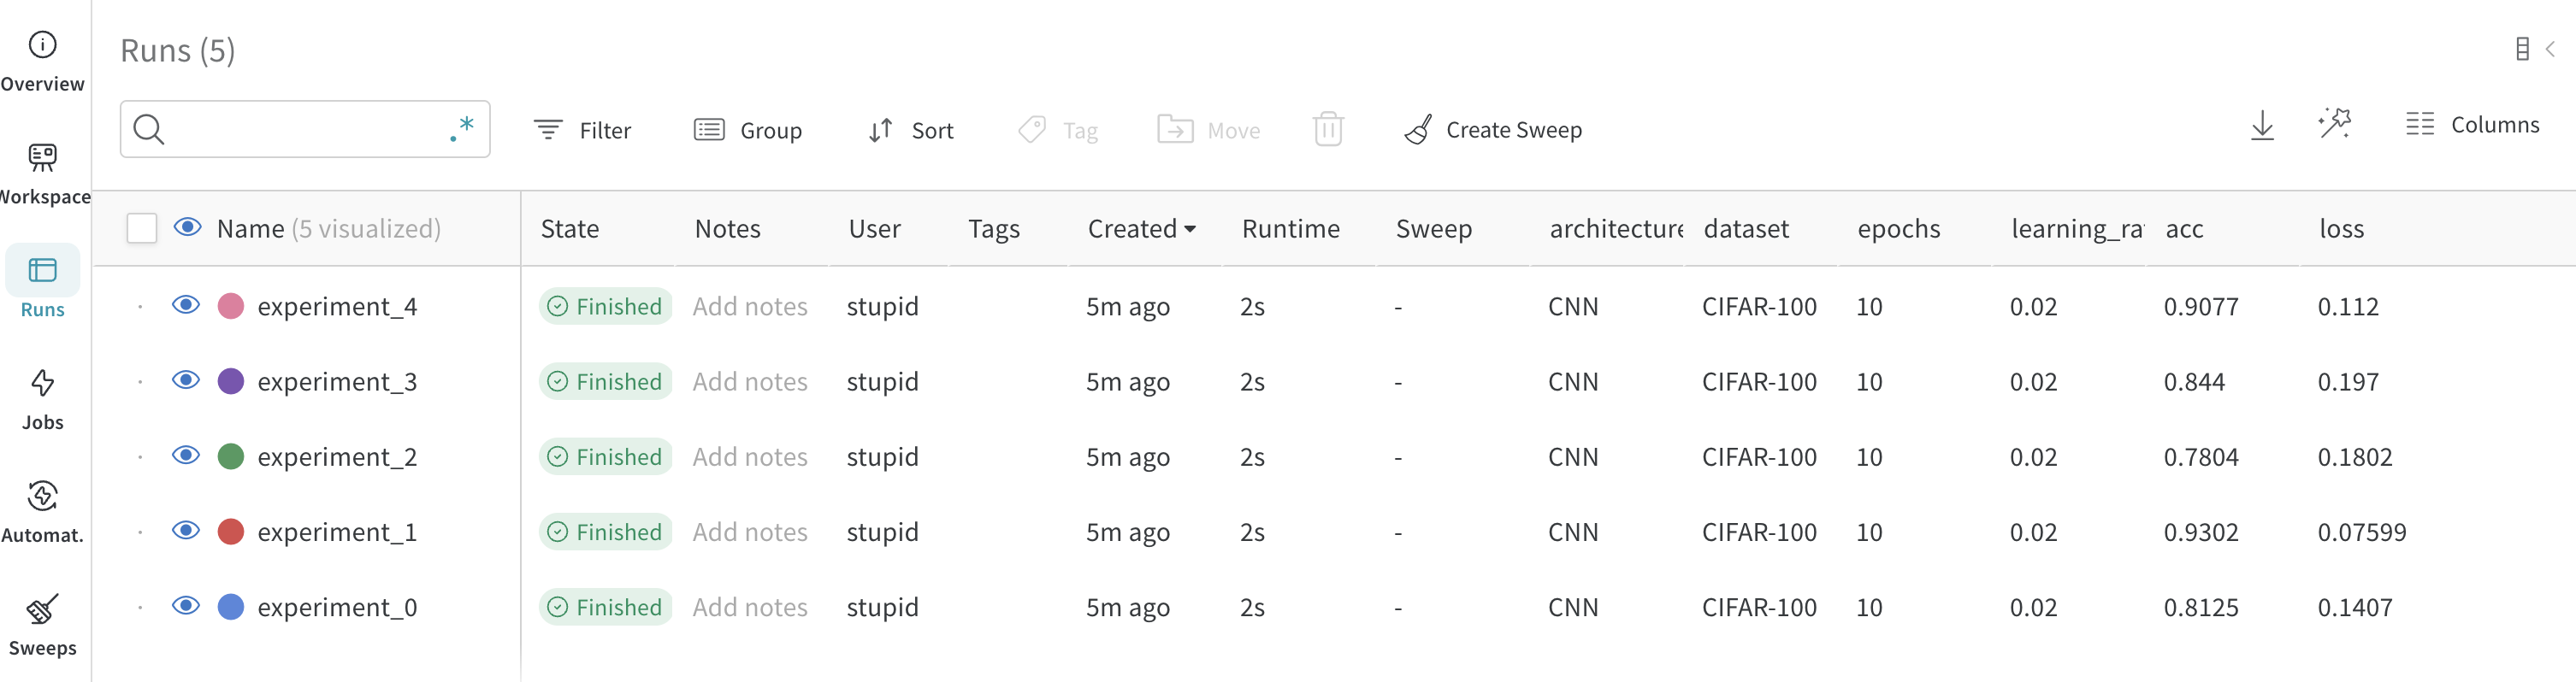 Overview
Workspace
Runs
Jobs
Automat.
Sweeps
Runs (5)
.* Filter Group Sort Tag Move Create Sweep Columns
Name (5 visualized) State Notes User Tags Created Runtime Sweep architecture dataset epochs learning_ra acc loss
experiment_4 Finished Add notes stupid 5m ago 2s - CNN CIFAR-100 10 0.02 0.9077 0.112
experiment_3 Finished Add notes stupid 5m ago 2s - CNN CIFAR-100 10 0.02 0.844 0.197
experiment_2 Finished Add notes stupid 5m ago 2s - CNN CIFAR-100 10 0.02 0.7804 0.1802
experiment_1 Finished Add notes stupid 5m ago 2s - CNN CIFAR-100 10 0.02 0.9302 0.07599
experiment_0 Finished Add notes stupid 5m ago 2s - CNN CIFAR-100 10 0.02 0.8125 0.1407